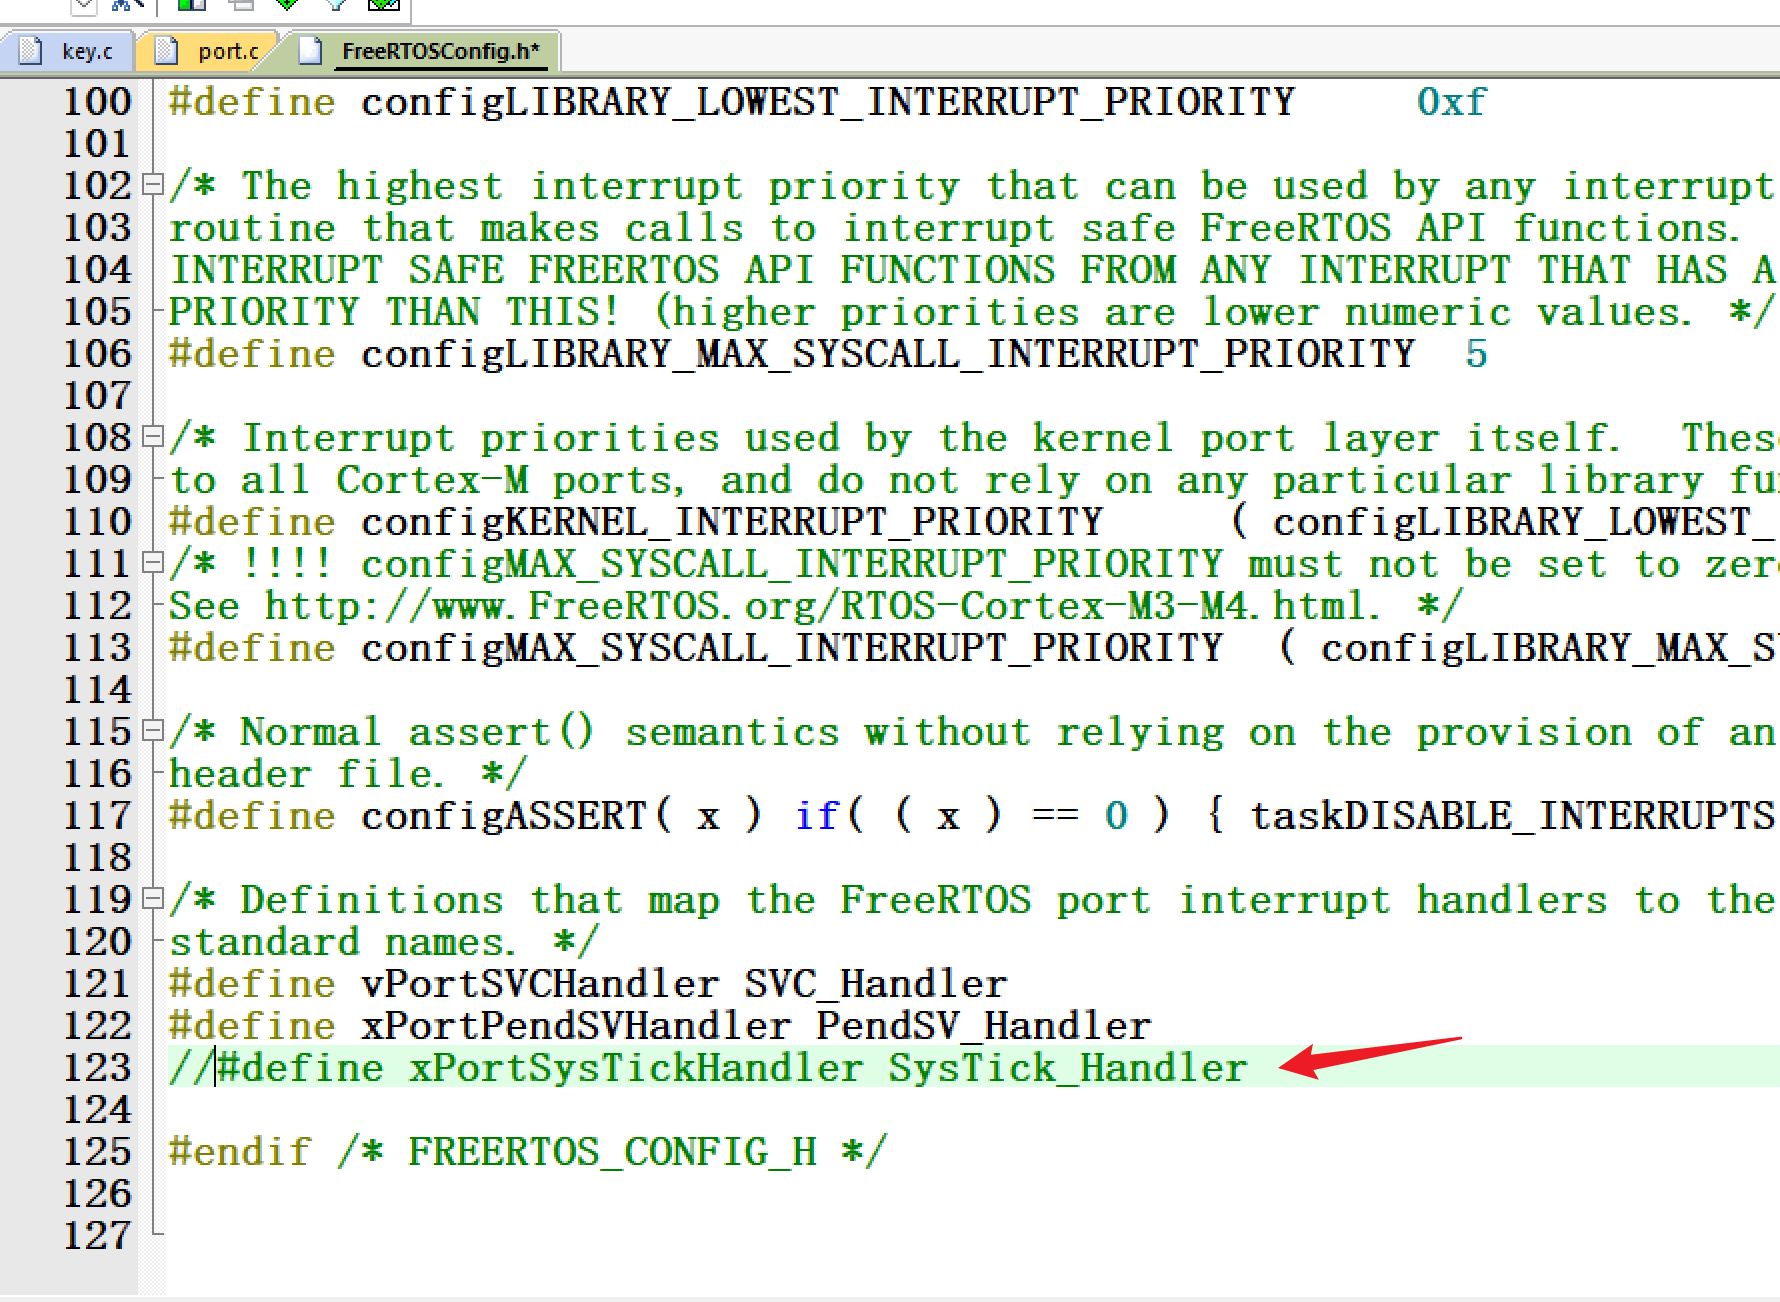 key.c port.c FreeRTOSConfig.h*
100 #define configLIBRARY_LOWEST_INTERRUPT_PRIORITY 0xf
101
102 /* The highest interrupt priority that can be used by any interrupt
103 routine that makes calls to interrupt safe FreeRTOS API functions.
104 INTERRUPT SAFE FREERTOS API FUNCTIONS FROM ANY INTERRUPT THAT HAS A
105 PRIORITY THAN THIS! (higher priorities are lower numeric values. */
106 #define configLIBRARY_MAX_SYSCALL_INTERRUPT_PRIORITY 5
107
108 /* Interrupt priorities used by the kernel port layer itself. These
109 to all Cortex-M ports, and do not rely on any particular library fu
110 #define configKERNEL_INTERRUPT_PRIORITY ( configLIBRARY_LOWEST_
111 /* !!!! configMAX_SYSCALL_INTERRUPT_PRIORITY must not be set to zero
112 See http://www.FreeRTOS.org/RTOS-Cortex-M3-M4.html. */
113 #define configMAX_SYSCALL_INTERRUPT_PRIORITY ( configLIBRARY_MAX_S
114
115 /* Normal assert() semantics without relying on the provision of an
116 header file. */
117 #define configASSERT( x ) if( ( x ) == 0 ) { taskDISABLE_INTERRUPTS
118
119 /* Definitions that map the FreeRTOS port interrupt handlers to the
120 standard names. */
121 #define vPortSVCHandler SVC_Handler
122 #define xPortPendSVHandler PendSV_Handler
123 //#define xPortSysTickHandler SysTick_Handler
124
125 #endif /* FREERTOS_CONFIG_H */
126
127